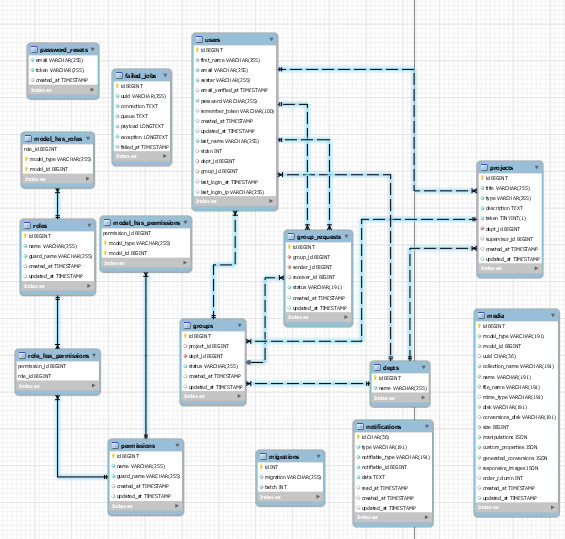 password_resets
email VARCHAR(255)
token VARCHAR(255)
created_at TIMESTAMP
Indexes
failed_jobs
id BIGINT
uuid VARCHAR(255)
connection TEXT
queue TEXT
payload LONGTEXT
exception LONGTEXT
failed_at TIMESTAMP
Indexes
users
id BIGINT
first_name VARCHAR(255)
email VARCHAR(255)
avatar VARCHAR(255)
email_verified_at TIMESTAMP
password VARCHAR(255)
remember_token VARCHAR(100)
created_at TIMESTAMP
updated_at TIMESTAMP
last_name VARCHAR(255)
stdsn INT
dept_id BIGINT
group_id BIGINT
last_login_at TIMESTAMP
last_login_ip VARCHAR(255)
Indexes
model_has_roles
role_id BIGINT
model_type VARCHAR(255)
model_id BIGINT
Indexes
projects
id BIGINT
title VARCHAR(255)
type VARCHAR(255)
description TEXT
token TINYINT(1)
dept_id BIGINT
supervisor_id BIGINT
created_at TIMESTAMP
updated_at TIMESTAMP
Indexes
roles
id BIGINT
name VARCHAR(255)
guard_name VARCHAR(255)
created_at TIMESTAMP
updated_at TIMESTAMP
Indexes
model_has_permissions
permission_id BIGINT
model_type VARCHAR(255)
model_id BIGINT
Indexes
group_requests
id BIGINT
group_id BIGINT
sender_id BIGINT
receiver_id BIGINT
status VARCHAR(191)
created_at TIMESTAMP
updated_at TIMESTAMP
Indexes
groups
id BIGINT
project_id BIGINT
dept_id BIGINT
status VARCHAR(255)
created_at TIMESTAMP
updated_at TIMESTAMP
Indexes
media
id BIGINT
model_type VARCHAR(191)
model_id BIGINT
uuid CHAR(36)
collection_name VARCHAR(191)
name VARCHAR(191)
file_name VARCHAR(191)
mime_type VARCHAR(191)
disk VARCHAR(191)
conversions_disk VARCHAR(191)
size BIGINT
manipulations JSON
custom_properties JSON
generated_conversions JSON
responsive_images JSON
order_column INT
created_at TIMESTAMP
updated_at TIMESTAMP
Indexes
role_has_permissions
permission_id BIGINT
role_id BIGINT
Indexes
depts
id BIGINT
name VARCHAR(255)
Indexes
permissions
id BIGINT
name VARCHAR(255)
guard_name VARCHAR(255)
created_at TIMESTAMP
updated_at TIMESTAMP
Indexes
migrations
id INT
migration VARCHAR(255)
batch INT
Indexes
notifications
id CHAR(36)
type VARCHAR(191)
notifiable_type VARCHAR(191)
notifiable_id BIGINT
data TEXT
read_at TIMESTAMP
created_at TIMESTAMP
updated_at TIMESTAMP
Indexes